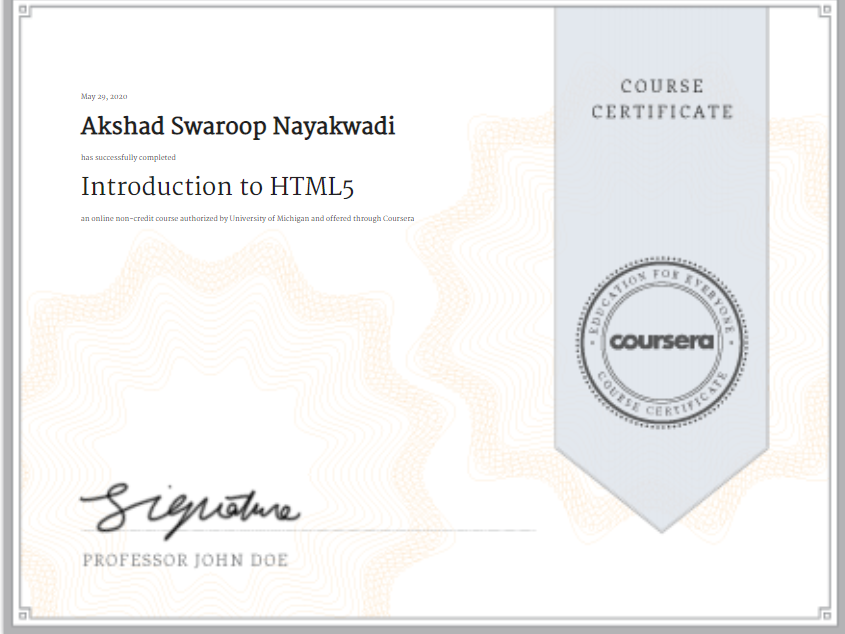 May 29, 2020
Akshad Swaroop Nayakwadi
has successfully completed
Introduction to HTML5
an online non-credit course authorized by University of Michigan and offered through Coursera
COURSE
CERTIFICATE
EDUCATION FOR EVERYONE
coursera
COURSE CERTIFICATE
Signature
PROFESSOR JOHN DOE